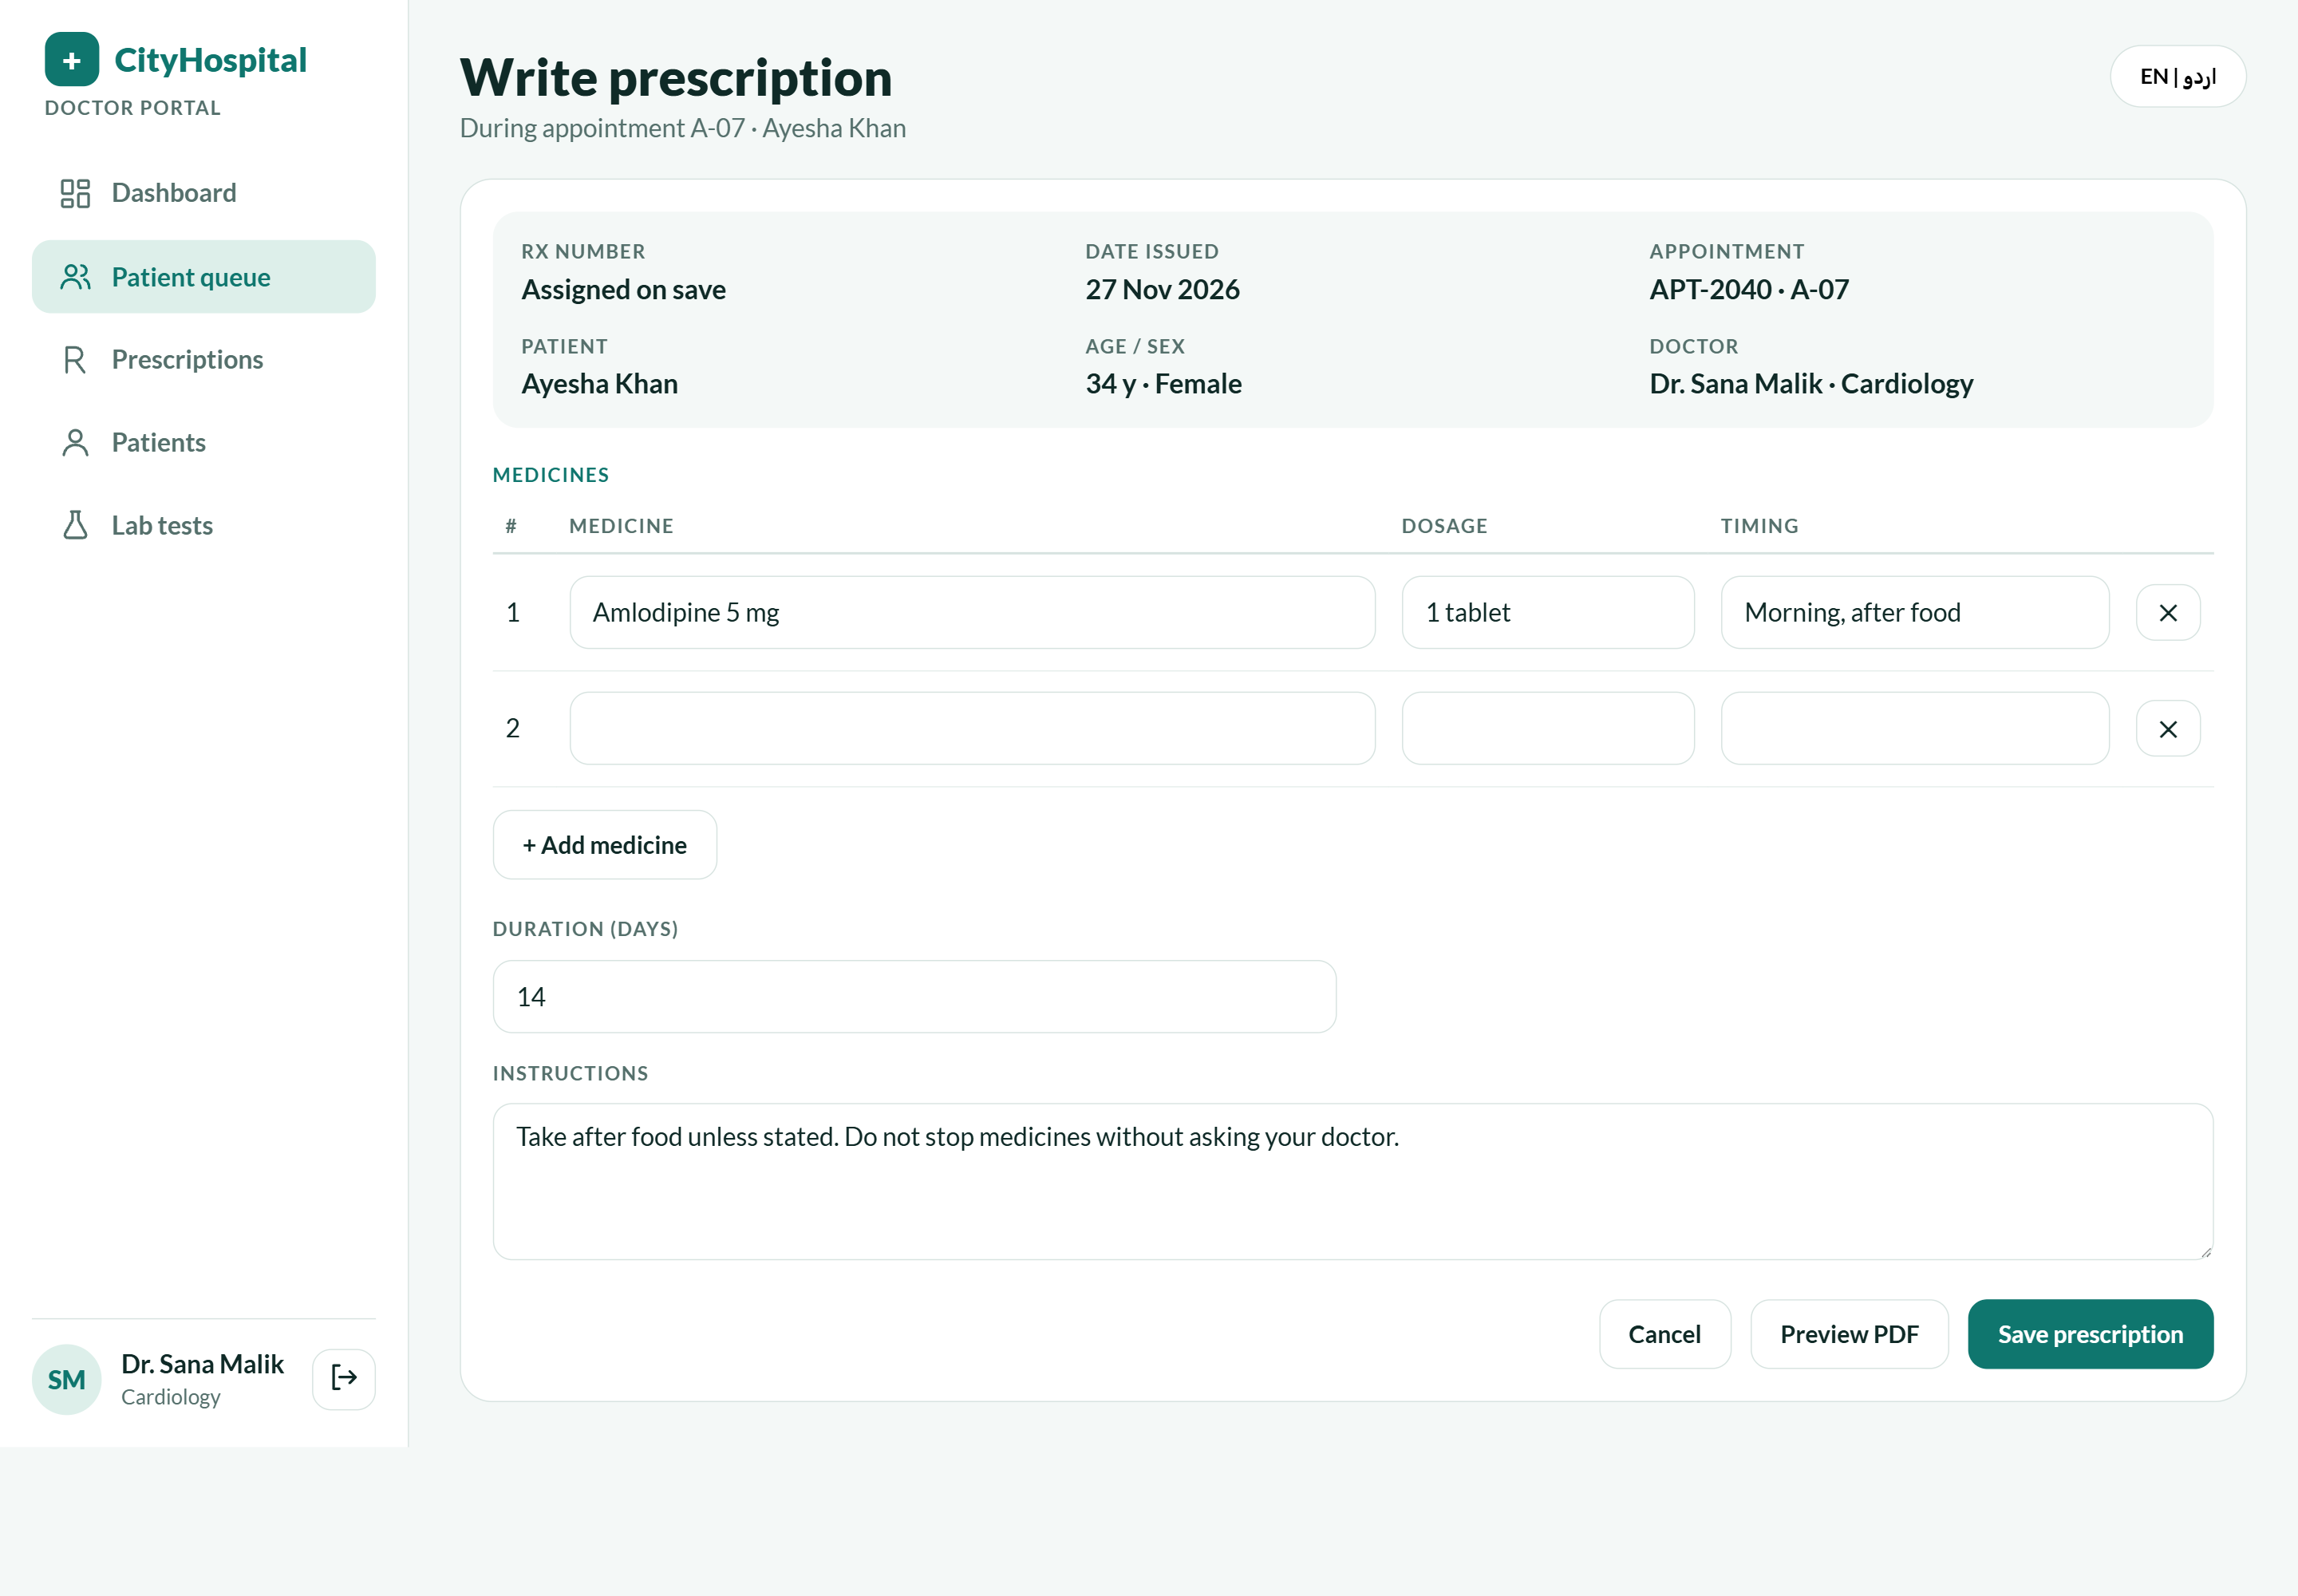 + CityHospital
DOCTOR PORTAL
Dashboard
Patient queue
Prescriptions
Patients
Lab tests
SM
Dr. Sana Malik
Cardiology
Write prescription
During appointment A-07 · Ayesha Khan
EN | اردو
RX NUMBER
Assigned on save
DATE ISSUED
27 Nov 2026
APPOINTMENT
APT-2040 · A-07
PATIENT
Ayesha Khan
AGE / SEX
34 y · Female
DOCTOR
Dr. Sana Malik · Cardiology
MEDICINES
# MEDICINE DOSAGE TIMING
1 Amlodipine 5 mg 1 tablet Morning, after food ×
2 ×
+ Add medicine
DURATION (DAYS)
14
INSTRUCTIONS
Take after food unless stated. Do not stop medicines without asking your doctor.
Cancel Preview PDF Save prescription